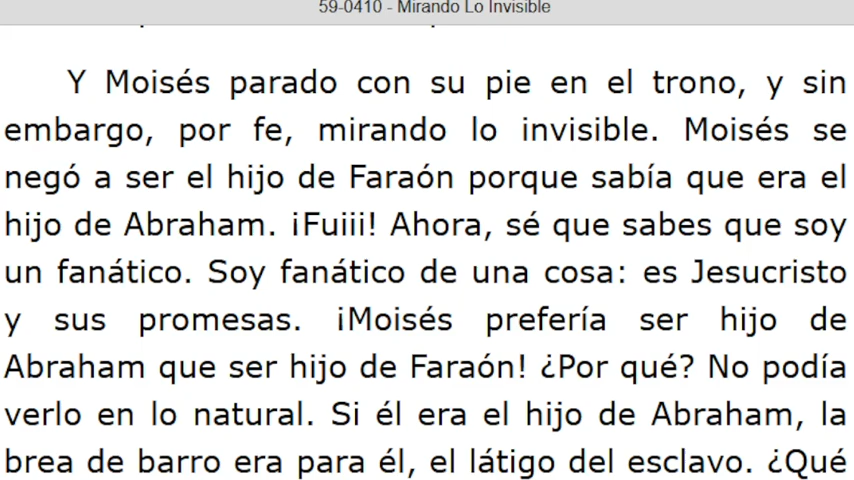 59-0410 - Mirando Lo Invisible
Y Moisés parado con su pie en el trono, y sin
embargo, por fe, mirando lo invisible. Moisés se
negó a ser el hijo de Faraón porque sabía que era el
hijo de Abraham. ¡Fuiii! Ahora, sé que sabes que soy
un fanático. Soy fanático de una cosa: es Jesucristo
y sus promesas. ¡Moisés prefería ser hijo de
Abraham que ser hijo de Faraón! ¿Por qué? No podía
verlo en lo natural. Si él era el hijo de Abraham, la
brea de barro era para él, el látigo del esclavo. ¿Qué